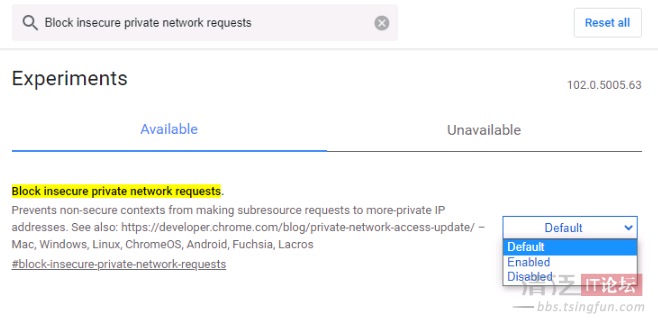 Block insecure private network requests
Reset all
Experiments
102.0.5005.63
Available
Unavailable
Block insecure private network requests.
Prevents non-secure contexts from making subresource requests to more-private IP
addresses. See also: https://developer.chrome.com/blog/private-network-access-update/ –
Mac, Windows, Linux, ChromeOS, Android, Fuchsia, Lacros
#block-insecure-private-network-requests
Default
Default
Enabled
Disabled
清泛IT论坛
bbs.tsingfun.com